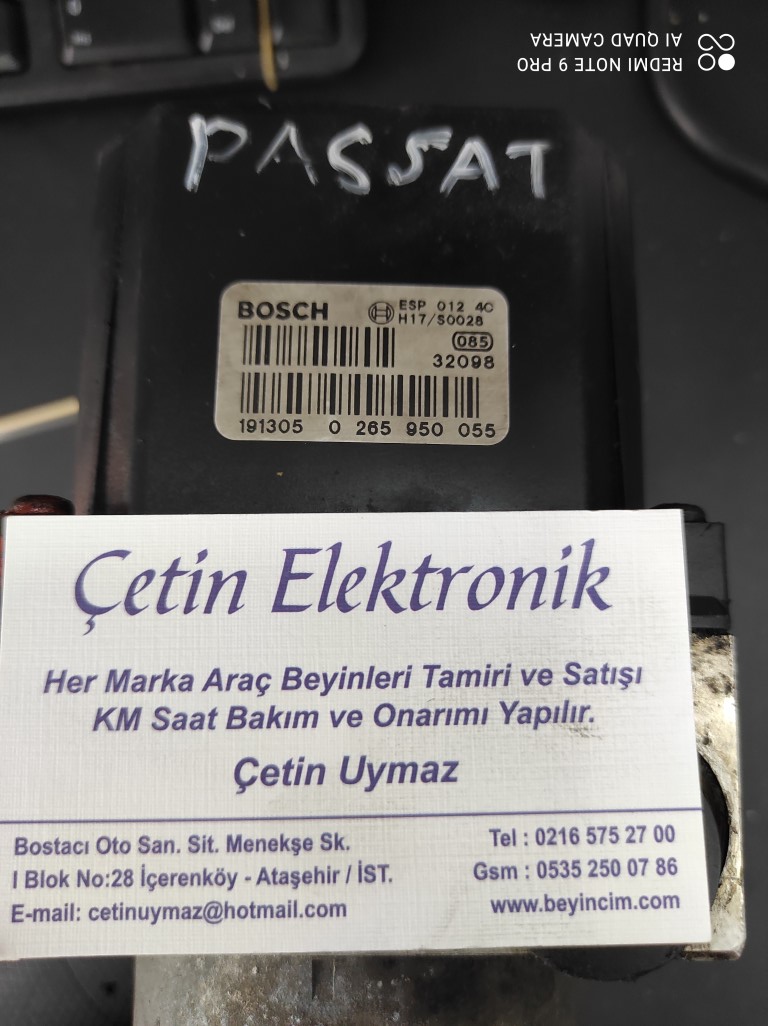 REDMI NOTE 9 PRO
AI QUAD CAMERA
PASSAT
BOSCH
ESP 012 4C
H17/S0028
085
32098
191305 0 265 950 055
Çetin Elektronik
Her Marka Araç Beyinleri Tamiri ve Satışı
KM Saat Bakım ve Onarımı Yapılır.
Çetin Uymaz
Bostacı Oto San. Sit. Menekşe Sk.
I Blok No:28 İçerenköy - Ataşehir / İST.
E-mail: cetinuymaz@hotmail.com
Tel : 0216 575 27 00
Gsm : 0535 250 07 86
www.beyincim.com